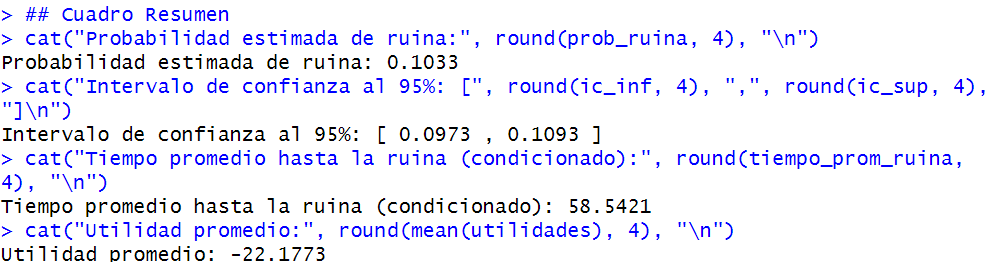 > ## Cuadro Resumen
> cat("Probabilidad estimada de ruina:", round(prob_ruina, 4), "\n")
Probabilidad estimada de ruina: 0.1033
> cat("Intervalo de confianza al 95%: [", round(ic_inf, 4), ",", round(ic_sup, 4),
"]\n")
Intervalo de confianza al 95%: [ 0.0973 , 0.1093 ]
> cat("Tiempo promedio hasta la ruina (condicionado):", round(tiempo_prom_ruina,
4), "\n")
Tiempo promedio hasta la ruina (condicionado): 58.5421
> cat("Utilidad promedio:", round(mean(utilidades), 4), "\n")
Utilidad promedio: -22.1773